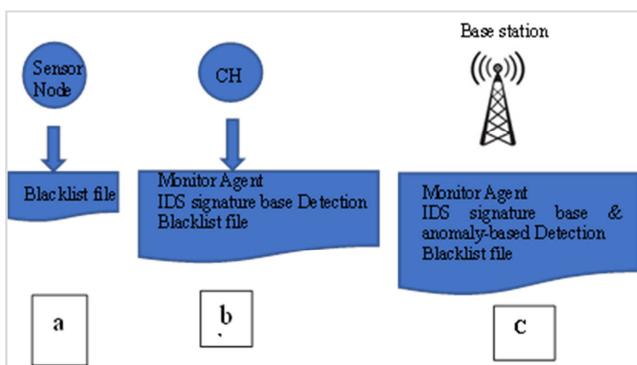 Sensor
Node
Blacklist file
a
CH
Monitor Agent
IDS signature base Detection
Blacklist file
b
Base station
Monitor Agent
IDS signature base &
anomaly-based Detection
Blacklist file
C